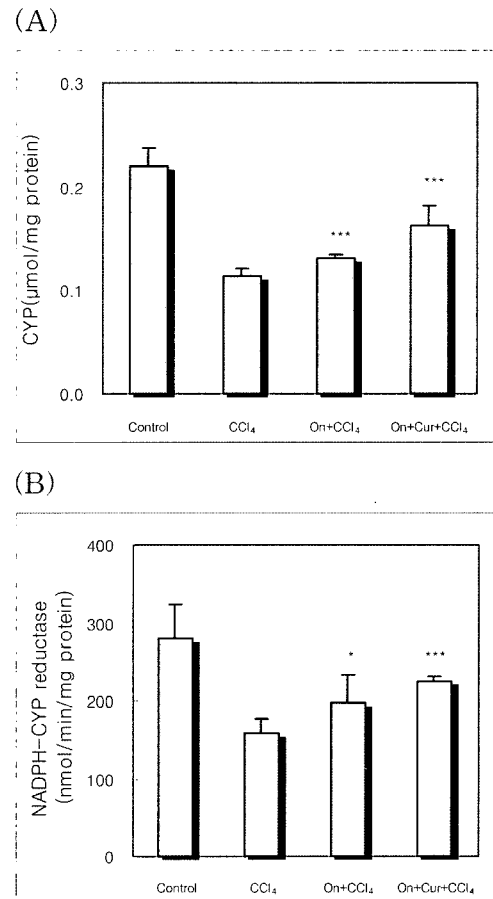 (A)
CYP(μmol/mg protein)
0.3
0.2
0.1
0.0
***
***
Control
CCl₄
On+CCl₄
On+Cur+CCl₄
(B)
NADPH-CYP reductase
(nmol/min/mg protein)
400
300
200
100
0
*
***
Control
CCl₄
On+CCl₄
On+Cur+CCl₄